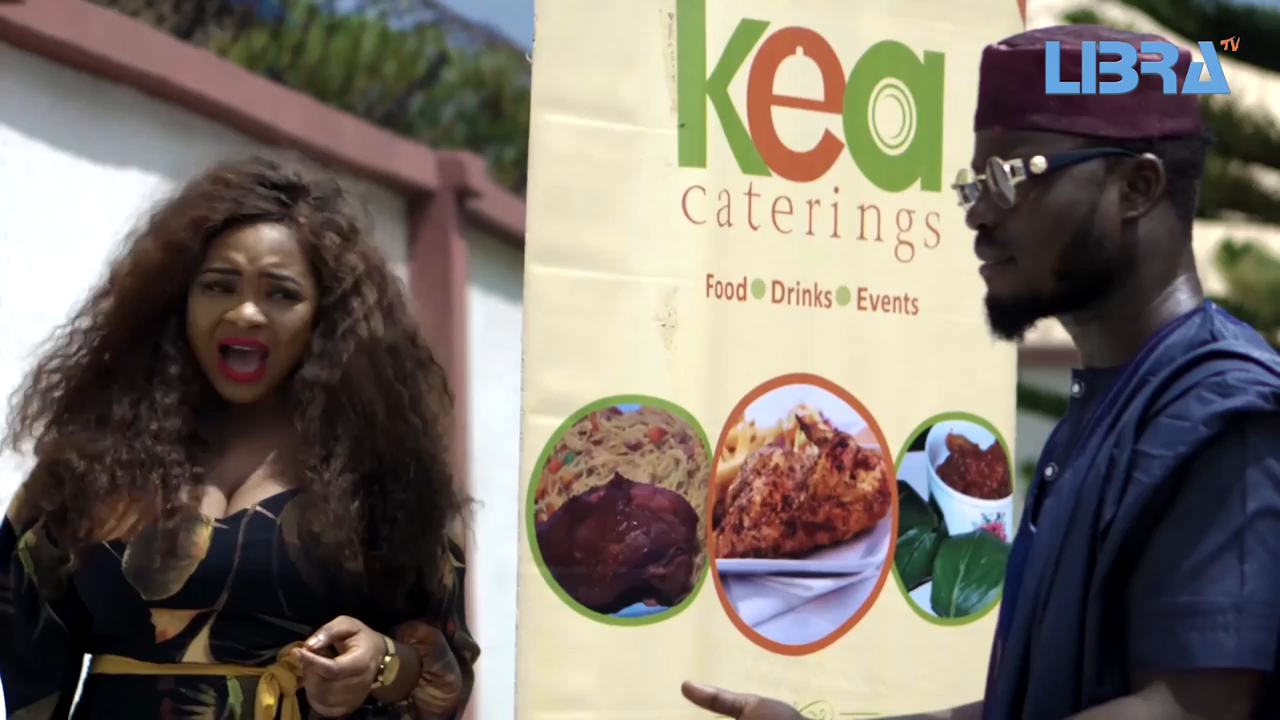 LIBRA TV
kea
caterings
Food • Drinks • Events